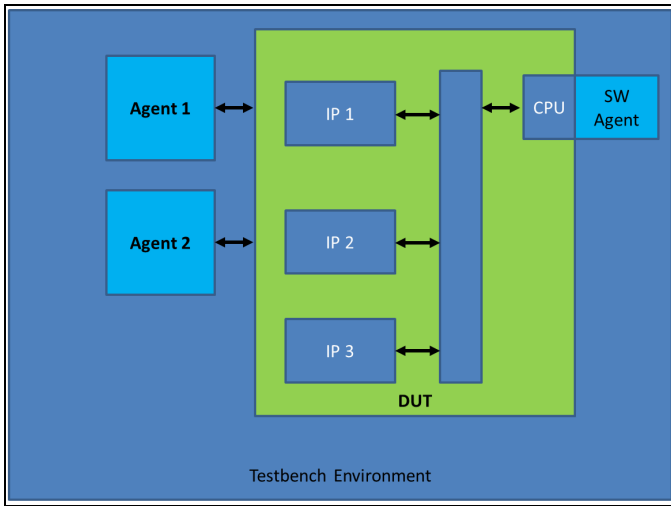 Agent 1
IP 1
CPU
SW
Agent
Agent 2
IP 2
IP 3
DUT
Testbench Environment